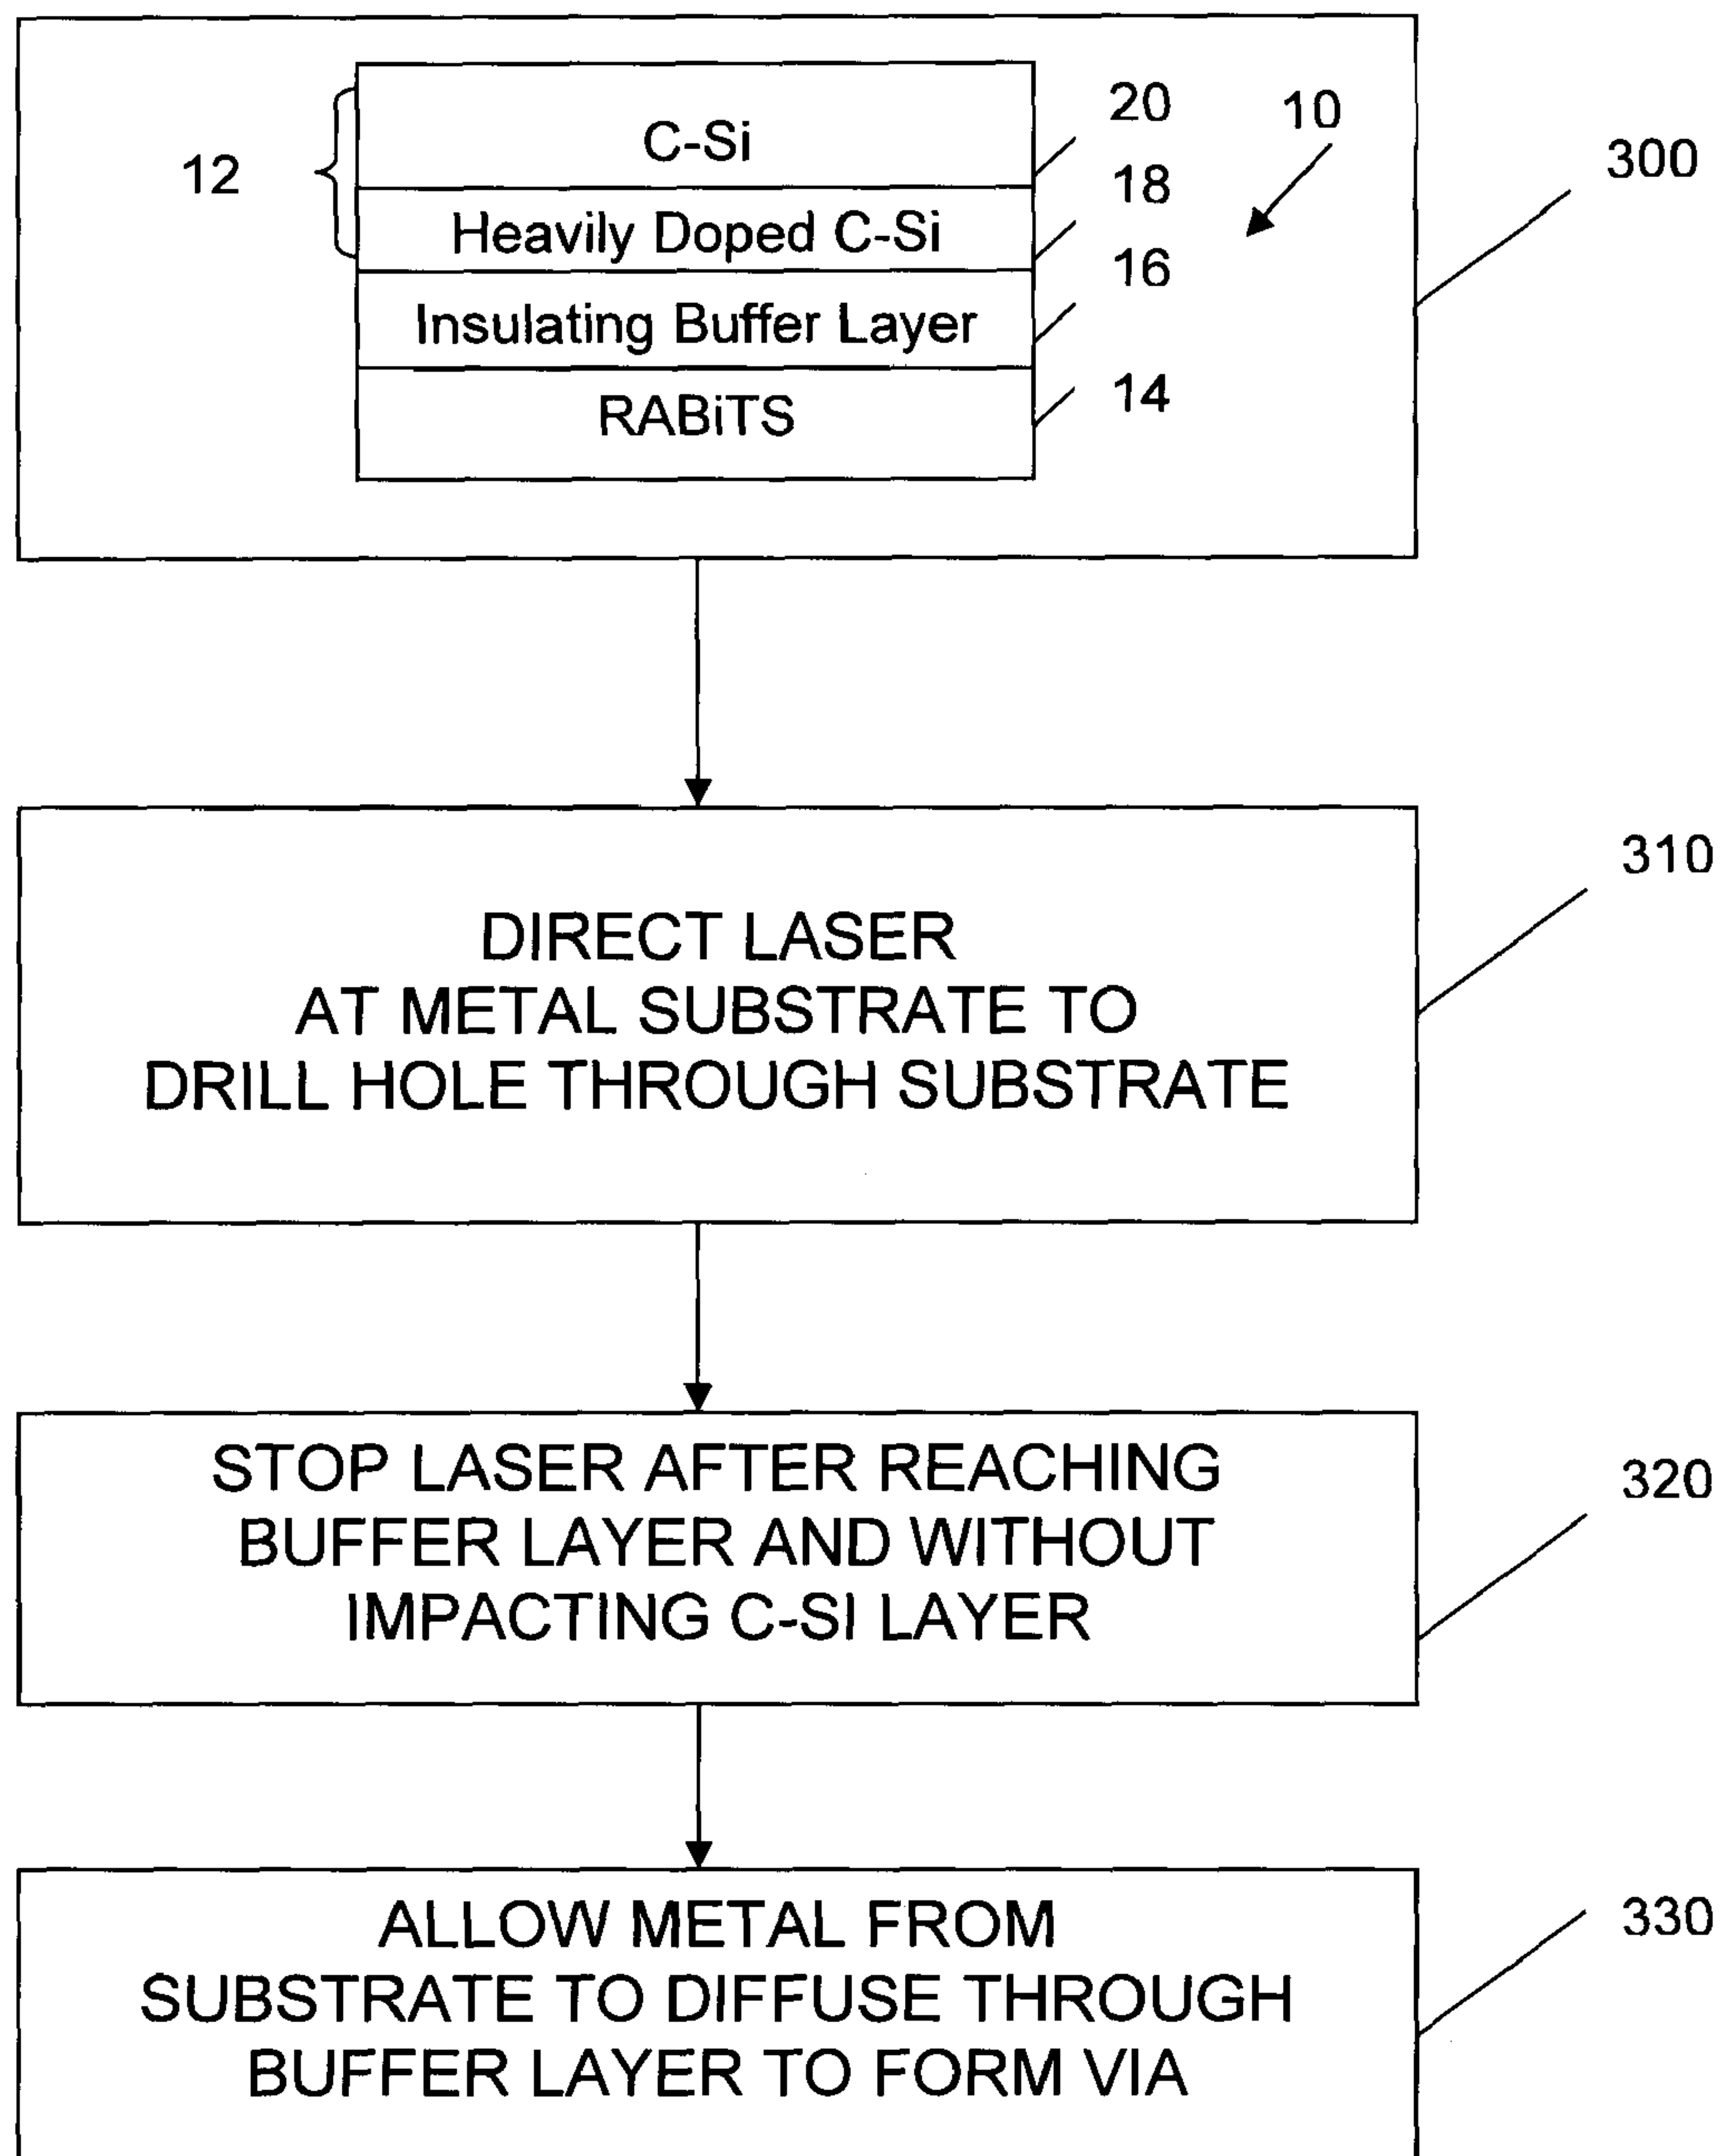 20
10
C-Si
12
18
300
Heavily Doped C-Si
16
Insulating Buffer Layer
14
RABiTS
310
DIRECT LASER
AT METAL SUBSTRATE TO
DRILL HOLE THROUGH SUBSTRATE
320
STOP LASER AFTER REACHING
BUFFER LAYER AND WITHOUT
IMPACTING C-SI LAYER
330
ALLOW METAL FROM
SUBSTRATE TO DIFFUSE THROUGH
BUFFER LAYER TO FORM VIA